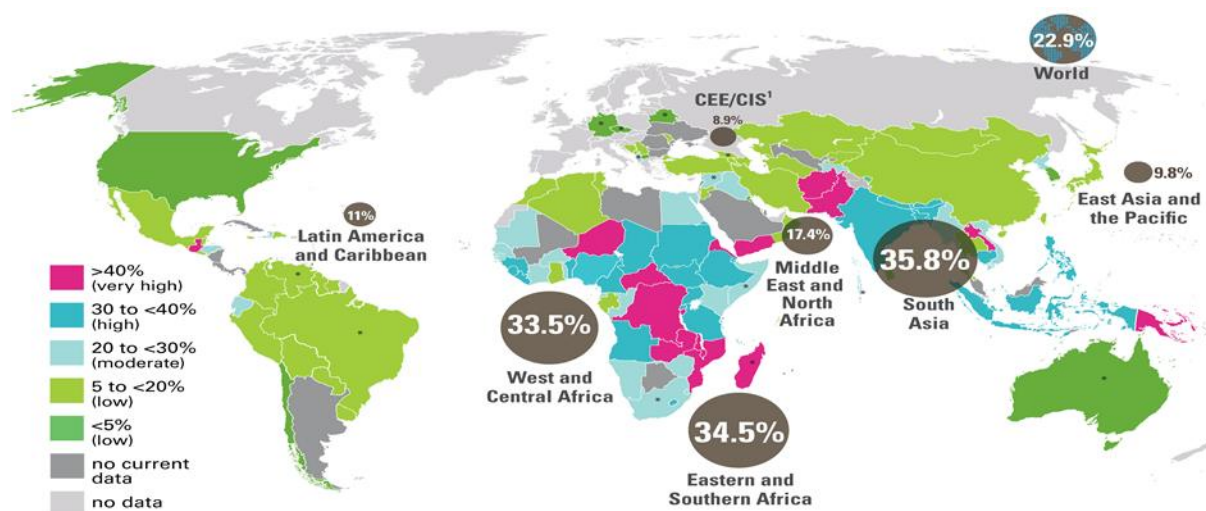 22.9%
World
CEE/CIS¹
8.9%
9.8%
East Asia and
the Pacific
11%
Latin America
and Caribbean
17.4%
Middle
East and
North
Africa
35.8%
South
Asia
33.5%
West and
Central Africa
34.5%
Eastern and
Southern Africa
>40%
(very high)
30 to <40%
(high)
20 to <30%
(moderate)
5 to <20%
(low)
<5%
(low)
no current
data
no data